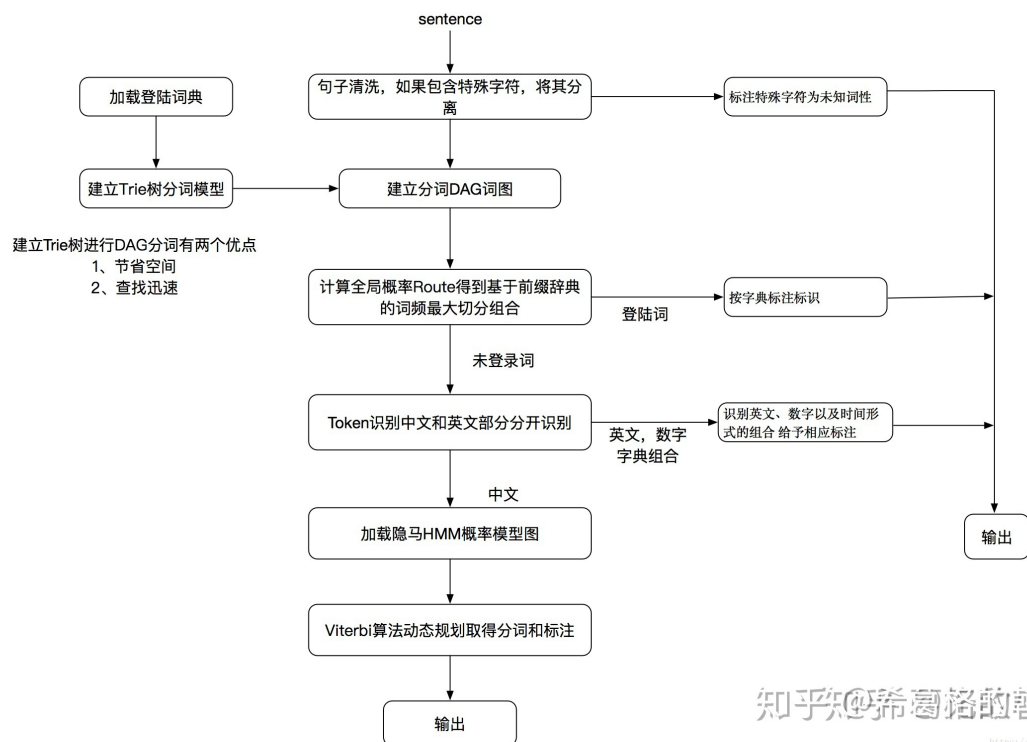 sentence
句子清洗，如果包含特殊字符，将其分
离
标注特殊字符为未知词性
加载登陆词典
建立Trie树分词模型
建立分词DAG词图
建立Trie树进行DAG分词有两个优点
1、节省空间
2、查找迅速
计算全局概率Route得到基于前缀辞典
的词频最大切分组合
登陆词
按字典标注标识
未登录词
Token识别中文和英文部分分开识别
英文，数字
字典组合
识别英文、数字以及时间形
式的组合 给予相应标注
中文
加载隐马HMM概率模型图
输出
Viterbi算法动态规划取得分词和标注
输出
知乎 @希葛格的